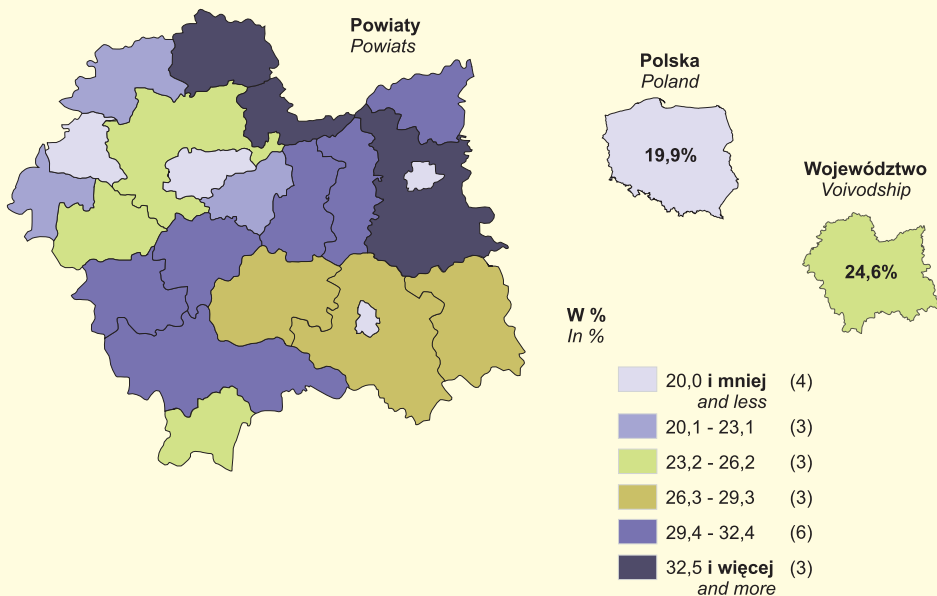 Powiaty
Powiats
Polska
Poland
19,9%
Województwo
Voivodship
24,6%
W %
In %
20,0 i mniej (4)
and less
20,1 - 23,1 (3)
23,2 - 26,2 (3)
26,3 - 29,3 (3)
29,4 - 32,4 (6)
32,5 i więcej (3)
and more